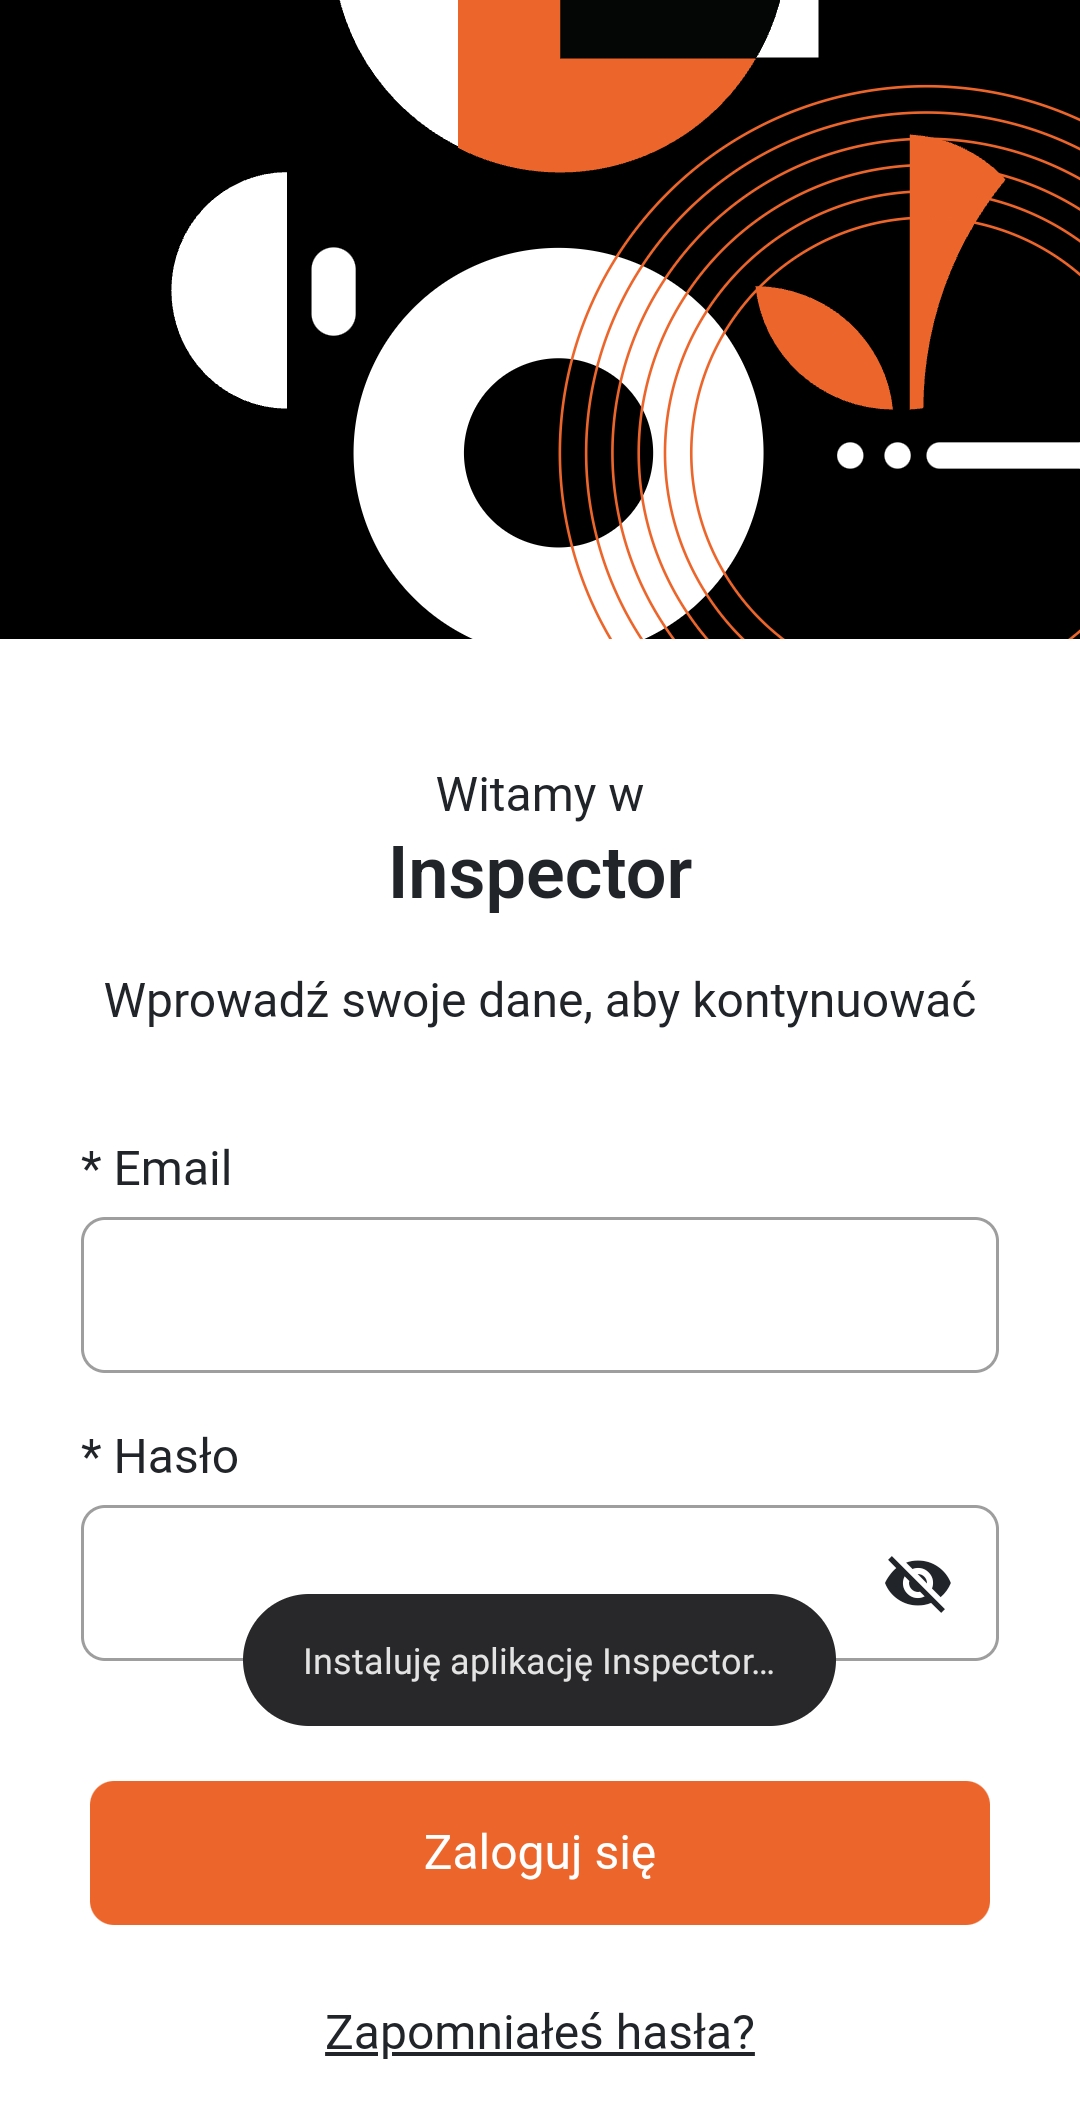 Witamy w
Inspector
Wprowadź swoje dane, aby kontynuować
* Email
* Hasło
Instaluję aplikację Inspector...
Zaloguj się
Zapomniałeś hasła?